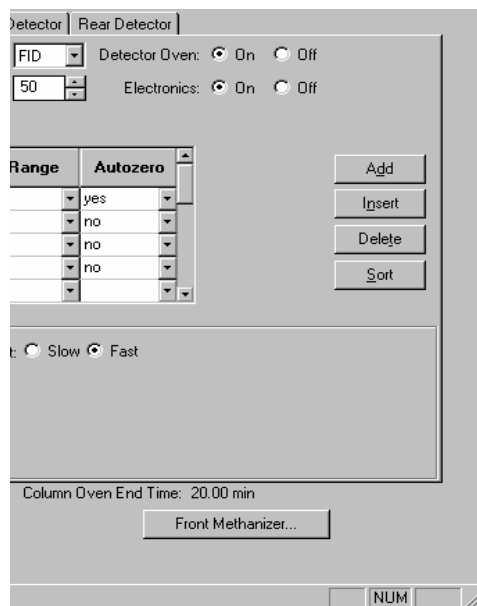 Detector Rear Detector
FID Detector Oven: On Off
50 Electronics: On Off
Range Autozero
yes
no
no
no
Add
Insert
Delete
Sort
t: Slow Fast
Column Oven End Time: 20.00 min
Front Methanizer...
NUM